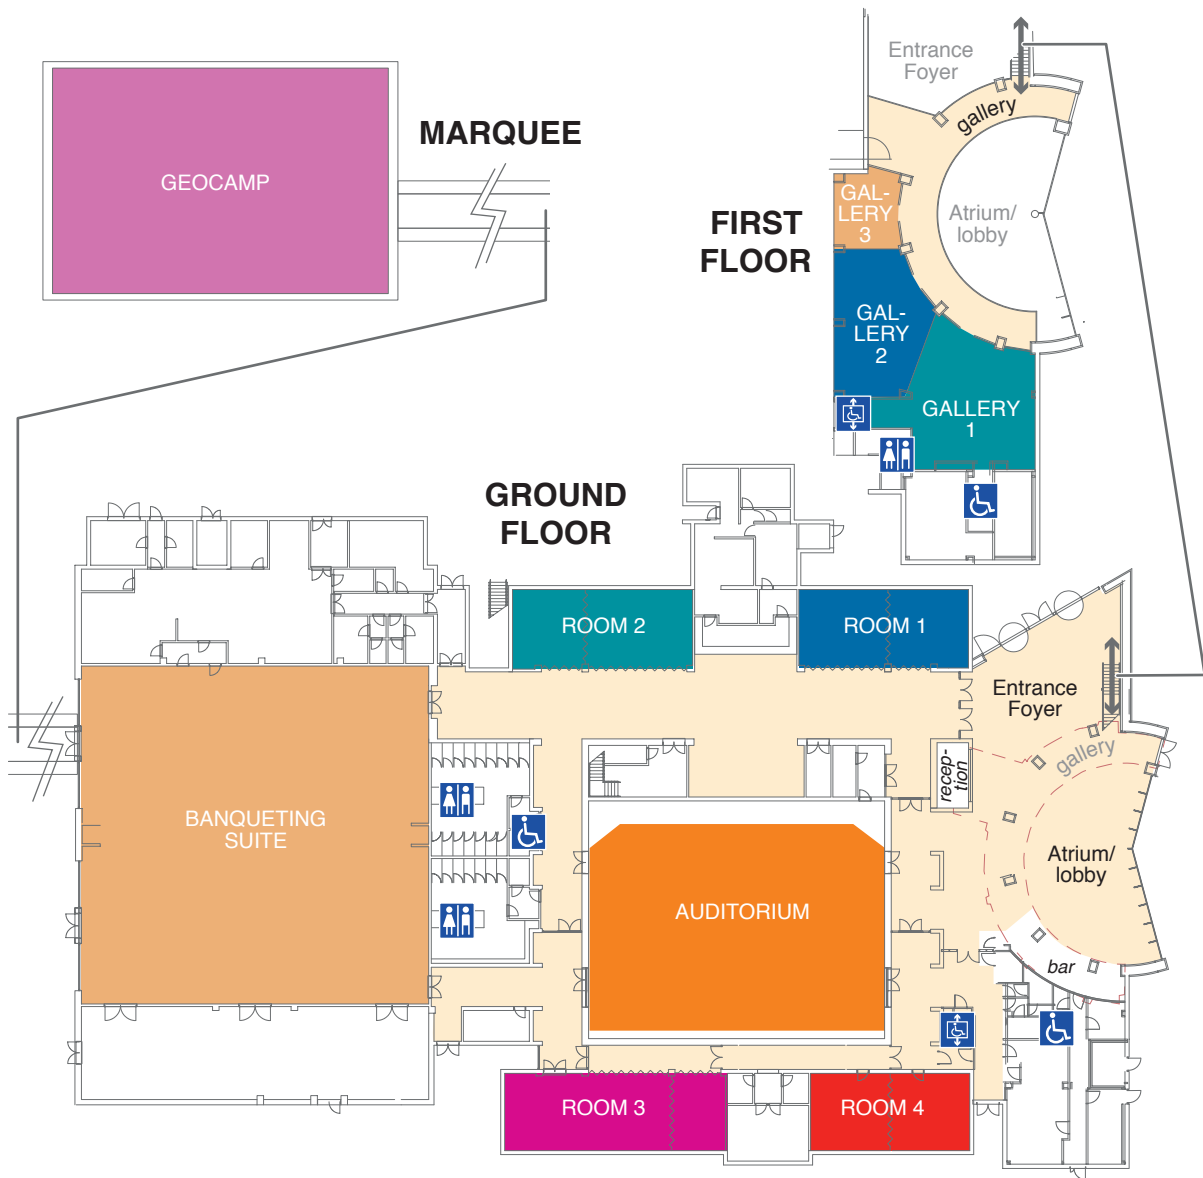 Entrance
Foyer
gallery
MARQUEE
GEOCAMP
GAL-
LERY
3
Atrium/
lobby
FIRST
FLOOR
GAL-
LERY
2
GALLERY
1
GROUND
FLOOR
ROOM 2
ROOM 1
Entrance
Foyer
gallery
recep-
tion
BANQUETING
SUITE
Atrium/
lobby
AUDITORIUM
bar
ROOM 3
ROOM 4